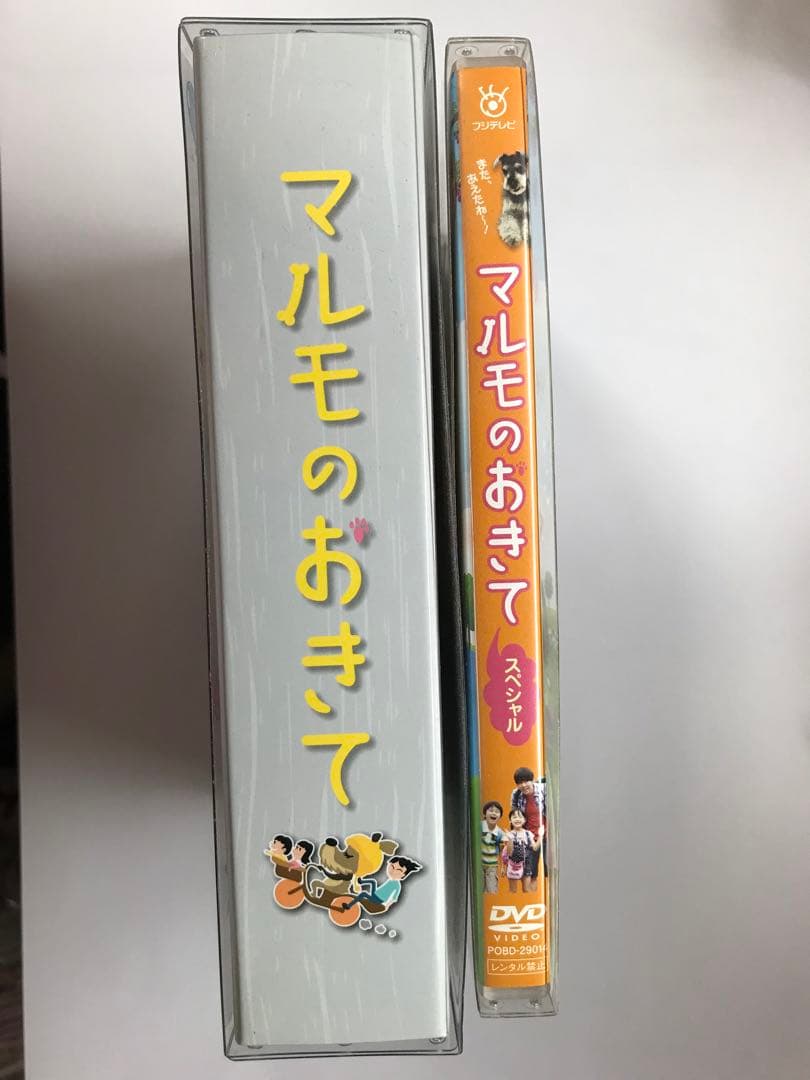 マルモのおきて
フジテレビ
また、
あえたね〜!
マルモのおきて
スペシャル
DVD
VIDEO
POBD-29014
レンタル禁止